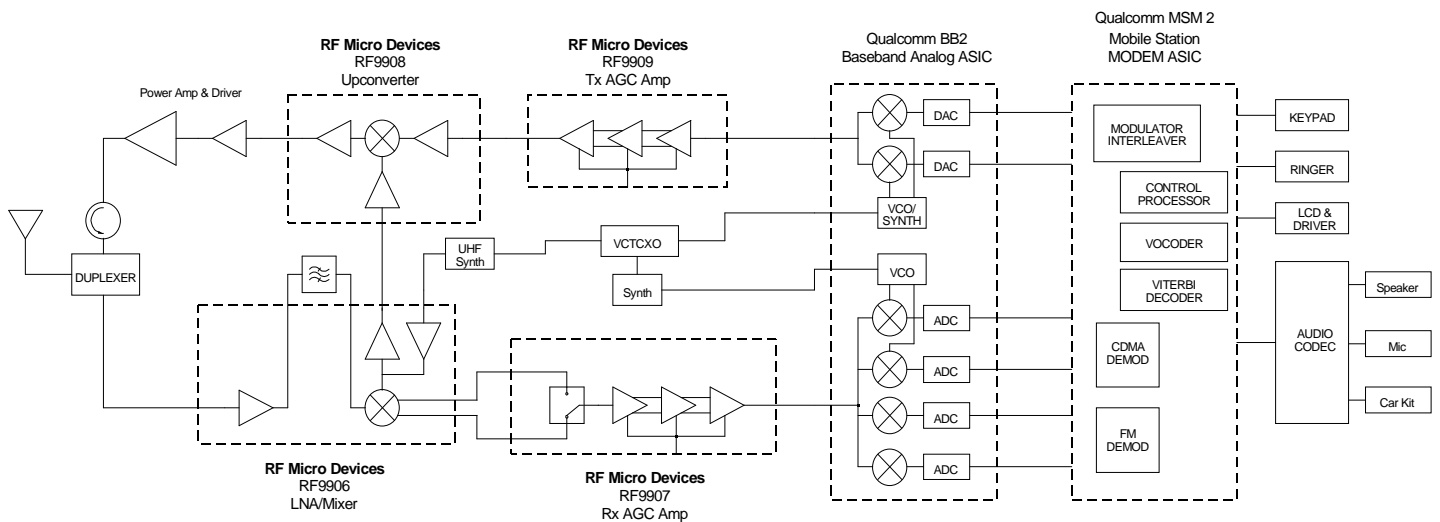 RF Micro Devices
RF9908
Upconverter
RF Micro Devices
RF9909
Tx AGC Amp
Qualcomm BB2
Baseband Analog ASIC
Qualcomm MSM 2
Mobile Station
MODEM ASIC
Power Amp & Driver
DAC
DAC
VCO/
SYNTH
MODULATOR
INTERLEAVER
CONTROL
PROCESSOR
VOCODER
VITERBI
DECODER
CDMA
DEMOD
FM
DEMOD
KEYPAD
RINGER
LCD &
DRIVER
DUPLEXER
UHF
Synth
VCTCXO
Synth
VCO
ADC
ADC
ADC
ADC
AUDIO
CODEC
Speaker
Mic
Car Kit
RF Micro Devices
RF9906
LNA/Mixer
RF Micro Devices
RF9907
Rx AGC Amp